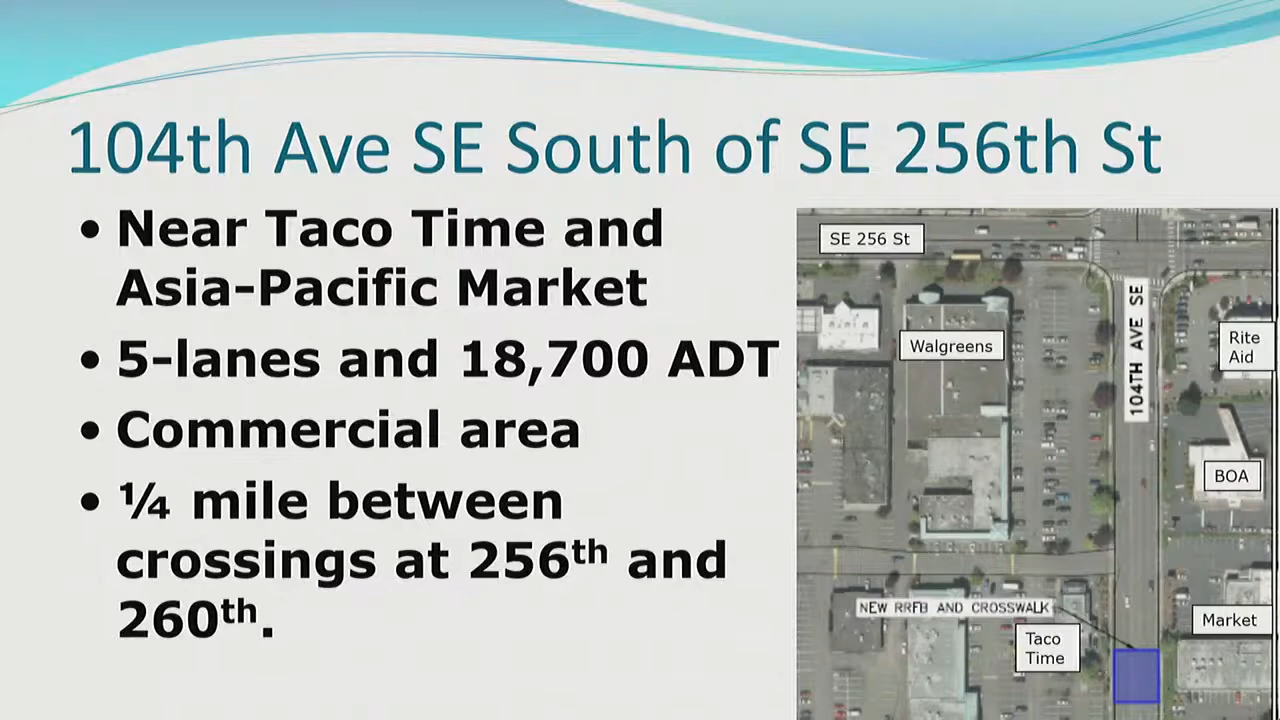 104th Ave SE South of SE 256th St
• Near Taco Time and
Asia-Pacific Market
• 5-lanes and 18,700 ADT
• Commercial area
• ¼ mile between
crossings at 256th and
260th.
SE 256 St
104TH AVE SE
Walgreens
Rite
Aid
BOA
NEW RRFB AND CROSSWALK
Taco
Time
Market